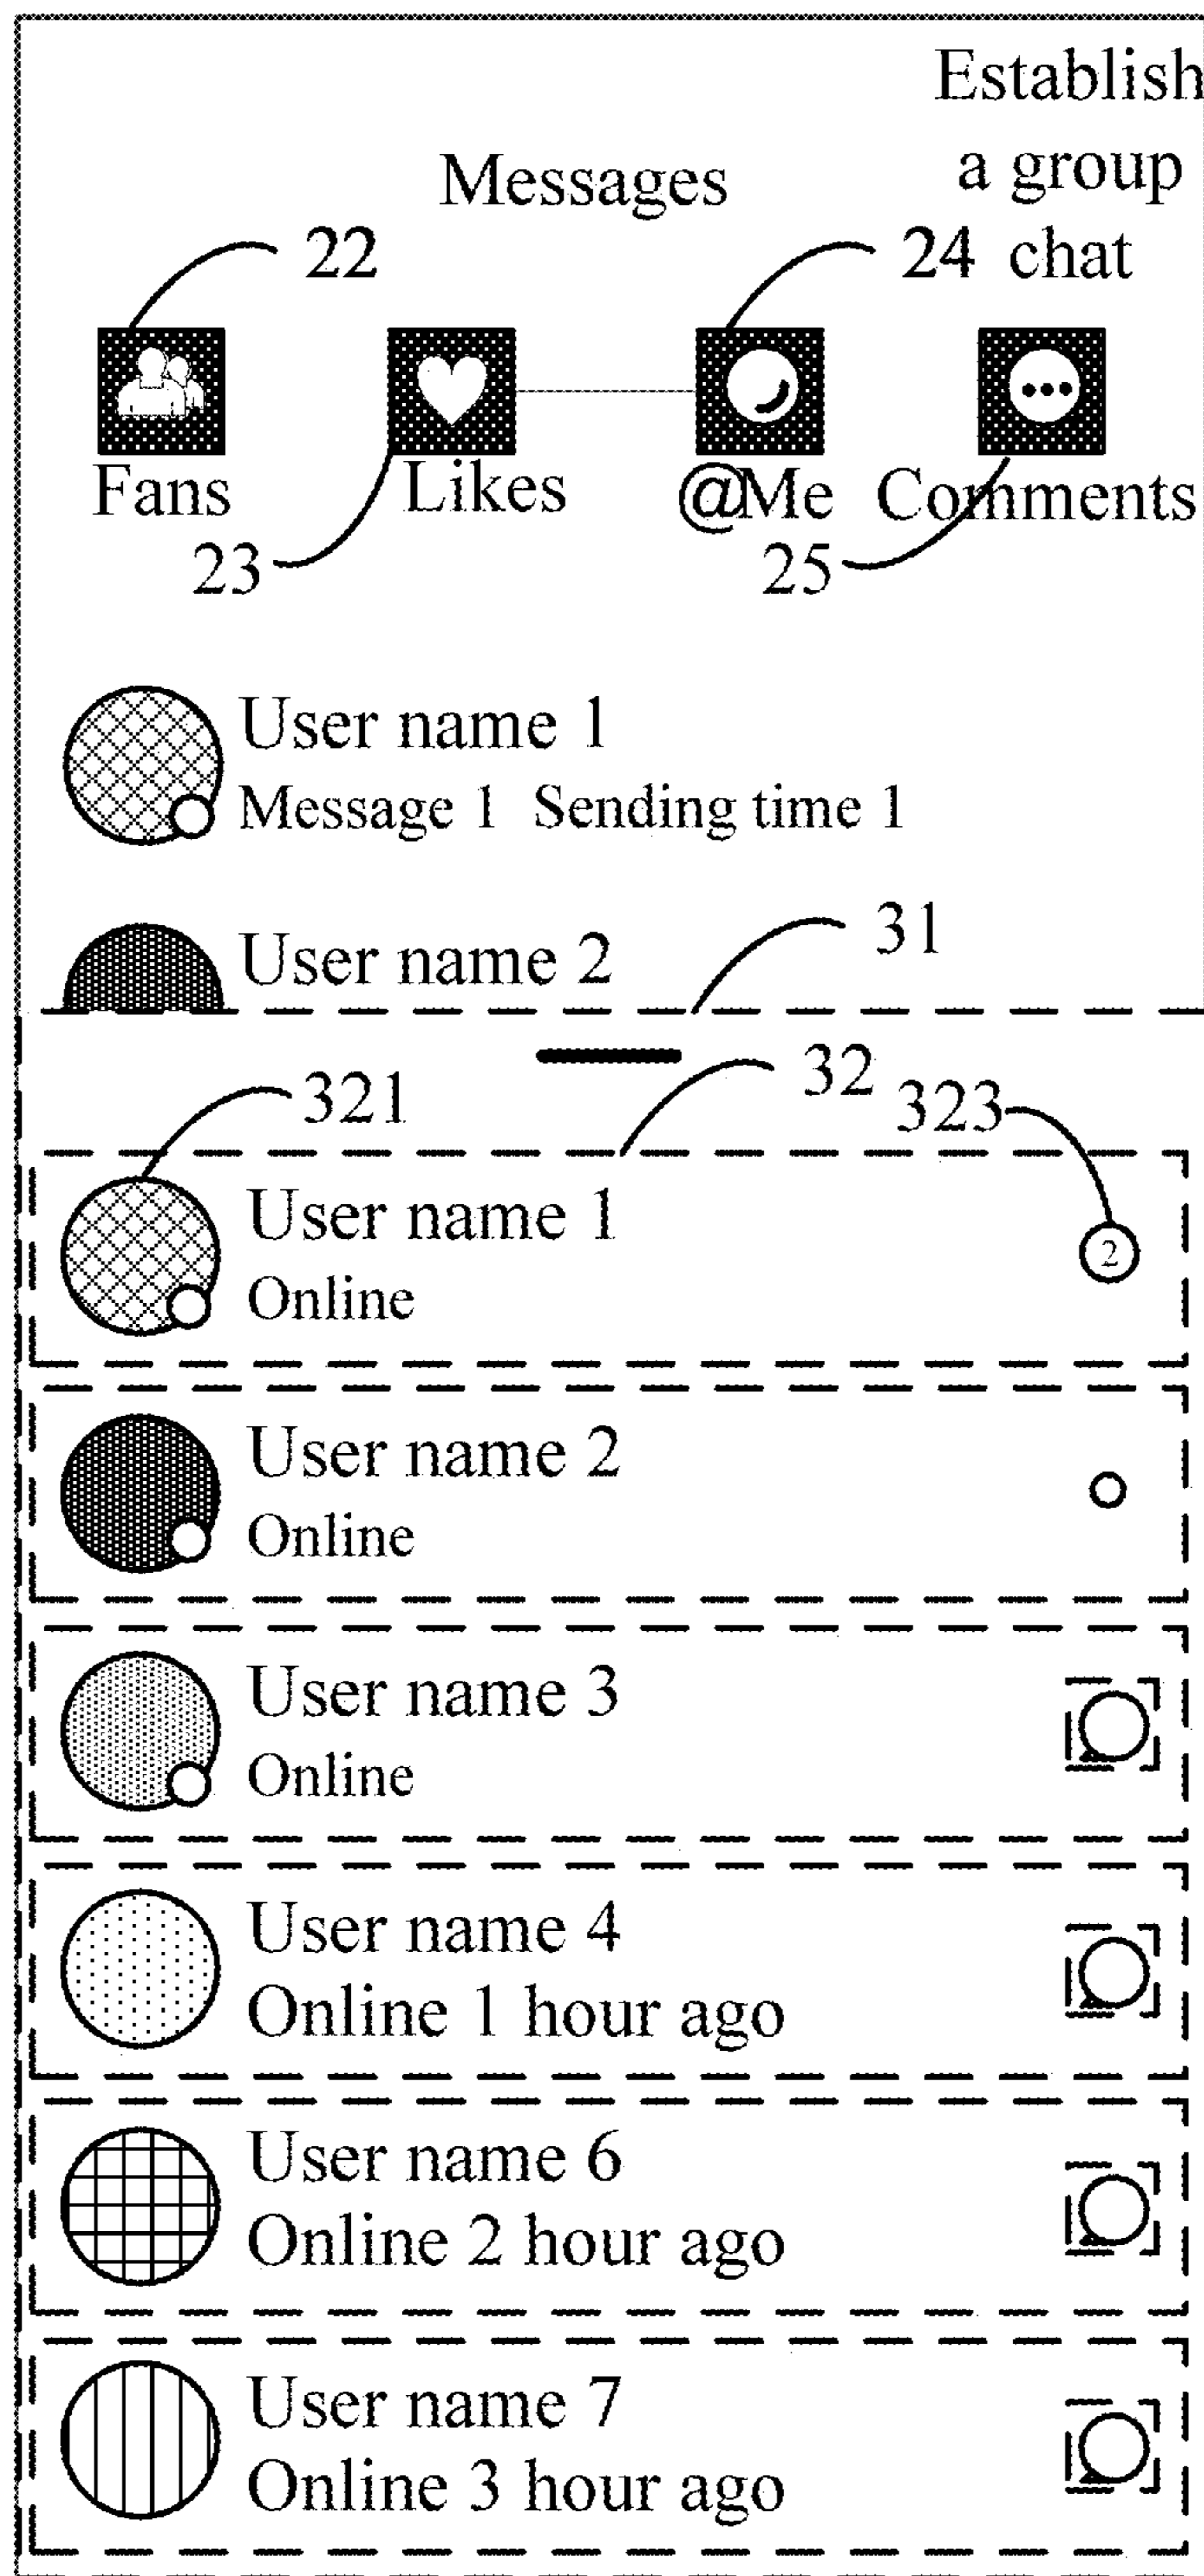 Establish
a group
chat
Messages
22
24
Fans
Likes
@Me
Comments
23
25
User name 1
Message 1 Sending time 1
User name 2
31
32
321
323
User name 1
Online
2
User name 2
Online
User name 3
Online
User name 4
Online 1 hour ago
User name 6
Online 2 hour ago
User name 7
Online 3 hour ago